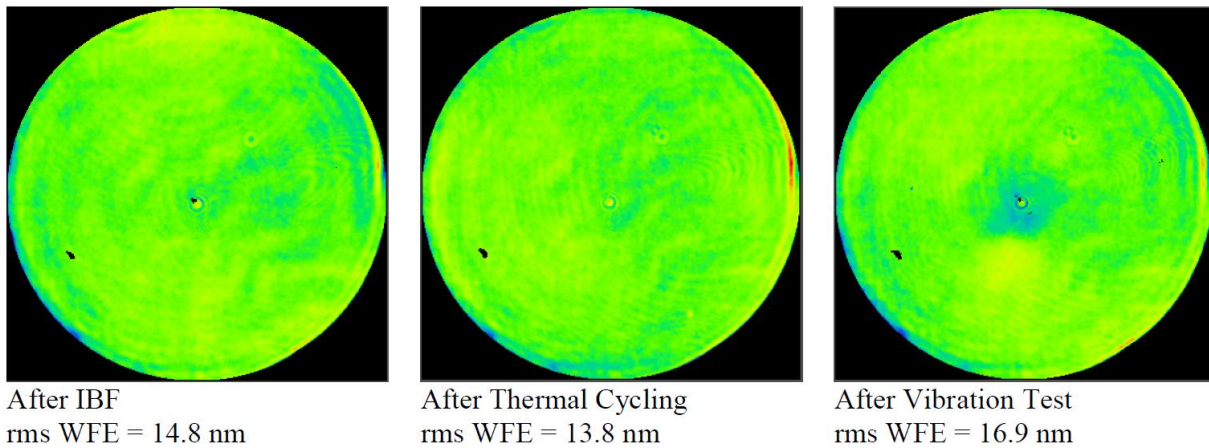 After IBF
rms WFE = 14.8 nm
After Thermal Cycling
rms WFE = 13.8 nm
After Vibration Test
rms WFE = 16.9 nm